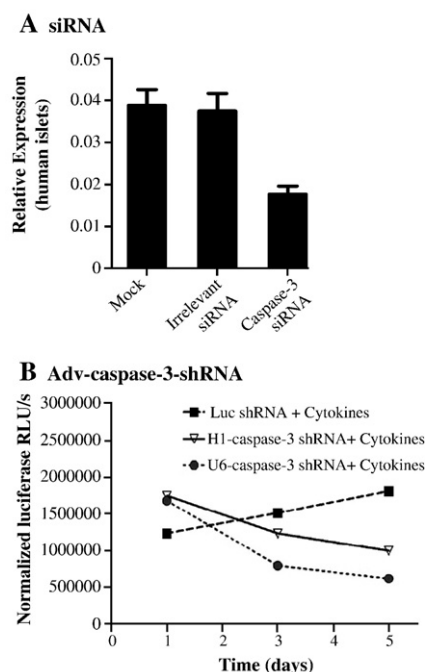 A siRNA
Relative Expression
(human islets)
0.05
0.04
0.03
0.02
0.01
0
Mock
Irrelevant
siRNA
Caspase-3
siRNA
B Adv-caspase-3-shRNA
Normalized luciferase RLU/s
3000000
2500000
2000000
1500000
1000000
500000
0
Luc shRNA + Cytokines
H1-caspase-3 shRNA+ Cytokines
U6-caspase-3 shRNA+ Cytokines
0 1 2 3 4 5
Time (days)